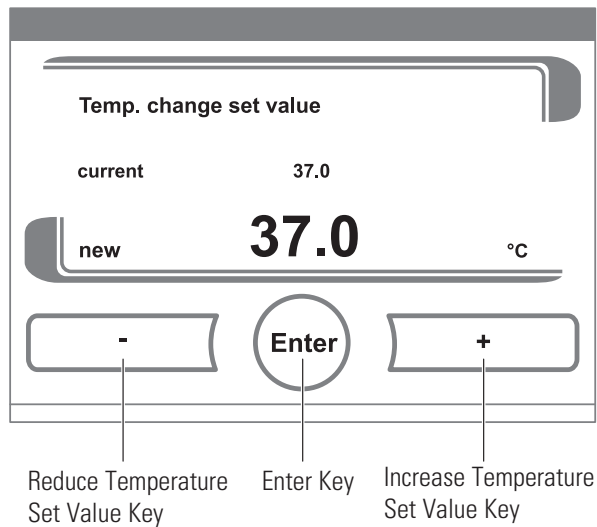 Temp. change set value
current 37.0
new 37.0 °C
- Enter +
Reduce Temperature Enter Key Increase Temperature
Set Value Key Set Value Key